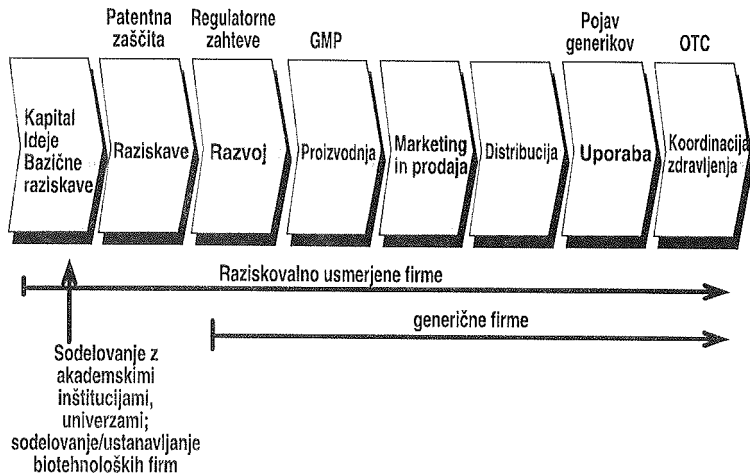 Patentna
zaščita
Regulatorne
zahteve
GMP
Pojav
generikov
OTC
Kapital
Ideje
Bazične
raziskave
Raziskave
Razvoj
Proizvodnja
Marketing
in prodaja
Distribucija
Uporaba
Koordinacija
zdravljenja
Raziskovalno usmerjene firme
generične firme
Sodelovanje z
akademskimi
inštitucijami,
univerzami;
sodelovanje/ustanavljanje
biotehnoloških firm